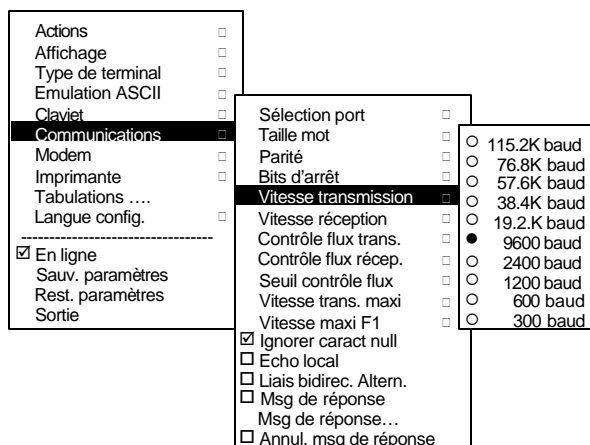 Actions
Affichage
Type de terminal
Emulation ASCII
Clavier
Communications
Modem
Imprimante
Tabulations ….
Langue config.
----------------------------------
☑ En ligne
Sauv. paramètres
Rest. paramètres
Sortie
Sélection port
Taille mot
Parité
Bits d'arrêt
Vitesse transmission
Vitesse réception
Contrôle flux trans.
Contrôle flux récep.
Seuil contrôle flux
Vitesse trans. maxi
Vitesse maxi F1
☑ Ignorer caract null
☐ Echo local
☐ Liais bidirec. Altern.
☐ Msg de réponse
Msg de réponse…
☐ Annul. msg de réponse
○ 115.2K baud
○ 76.8K baud
○ 57.6K baud
○ 38.4K baud
○ 19.2.K baud
● 9600 baud
○ 2400 baud
○ 1200 baud
○ 600 baud
○ 300 baud